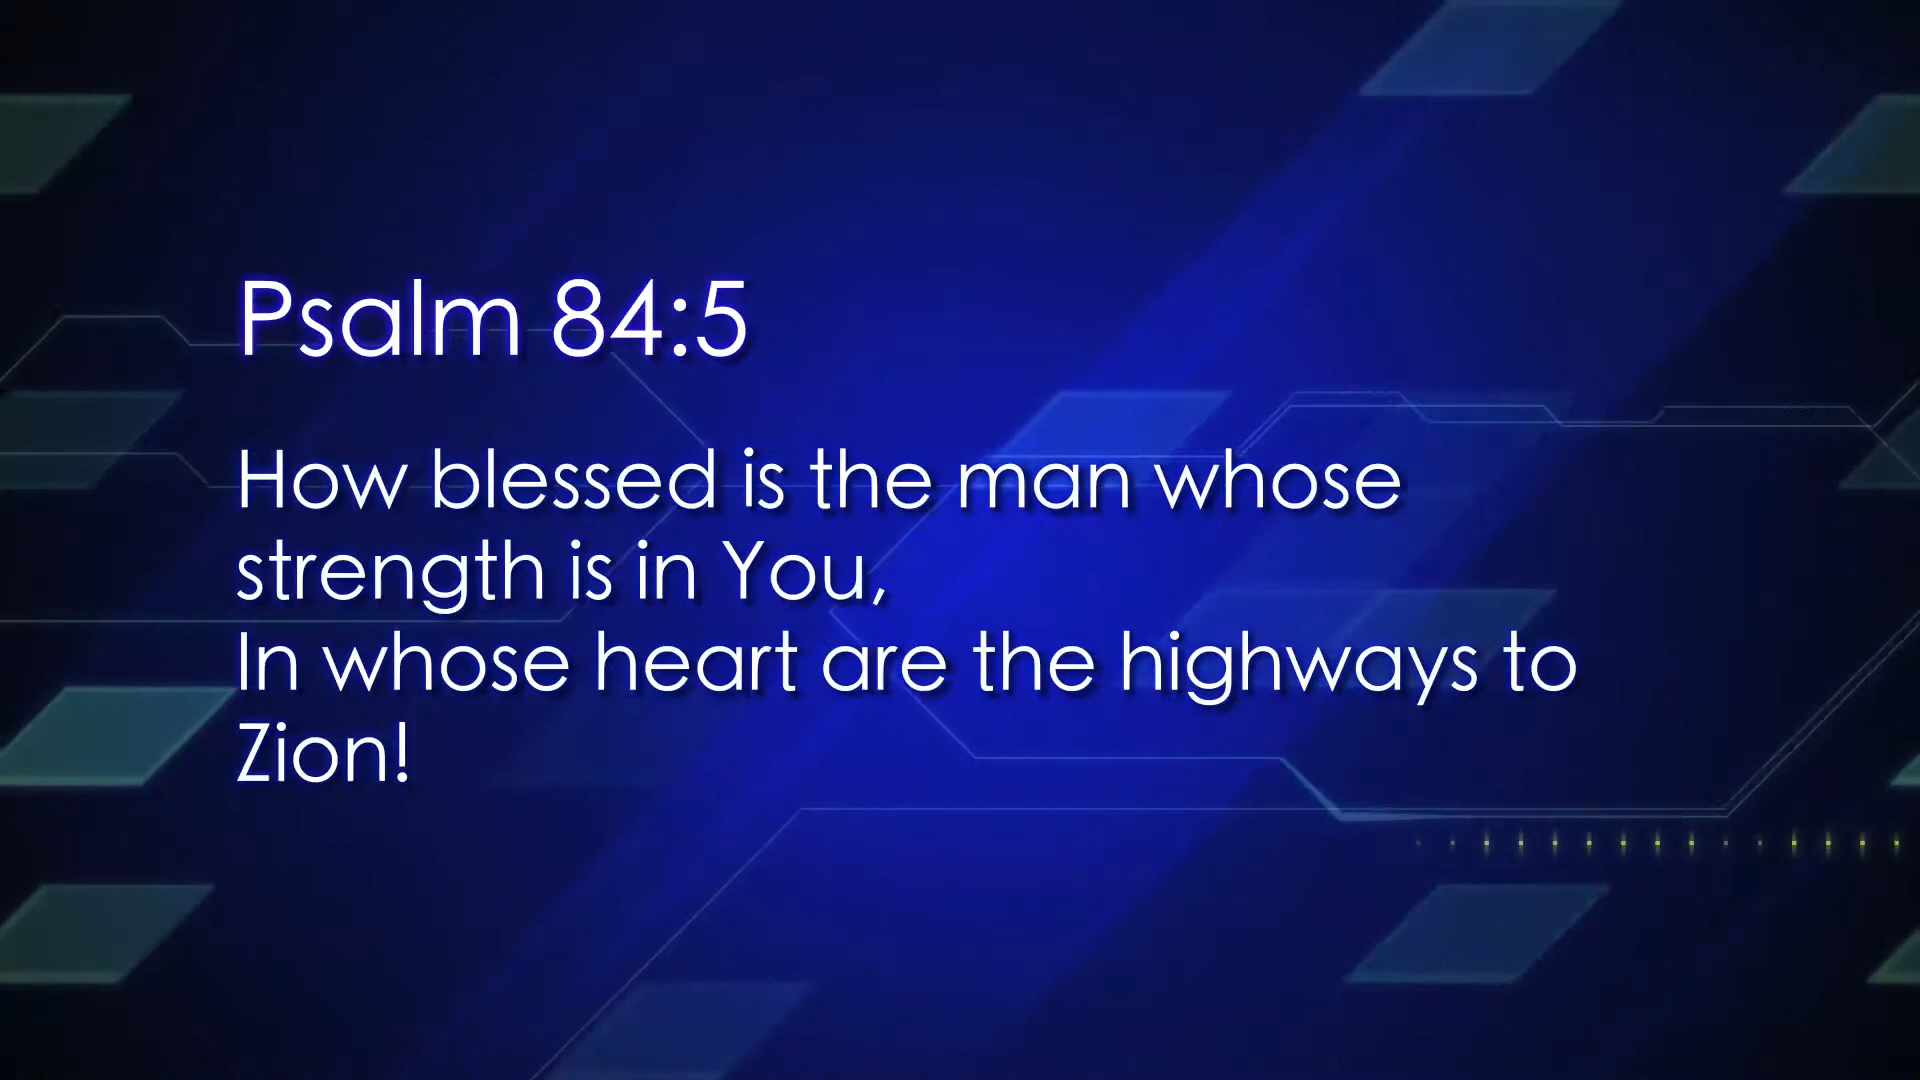 Psalm 84:5
How blessed is the man whose
strength is in You,
In whose heart are the highways to
Zion!